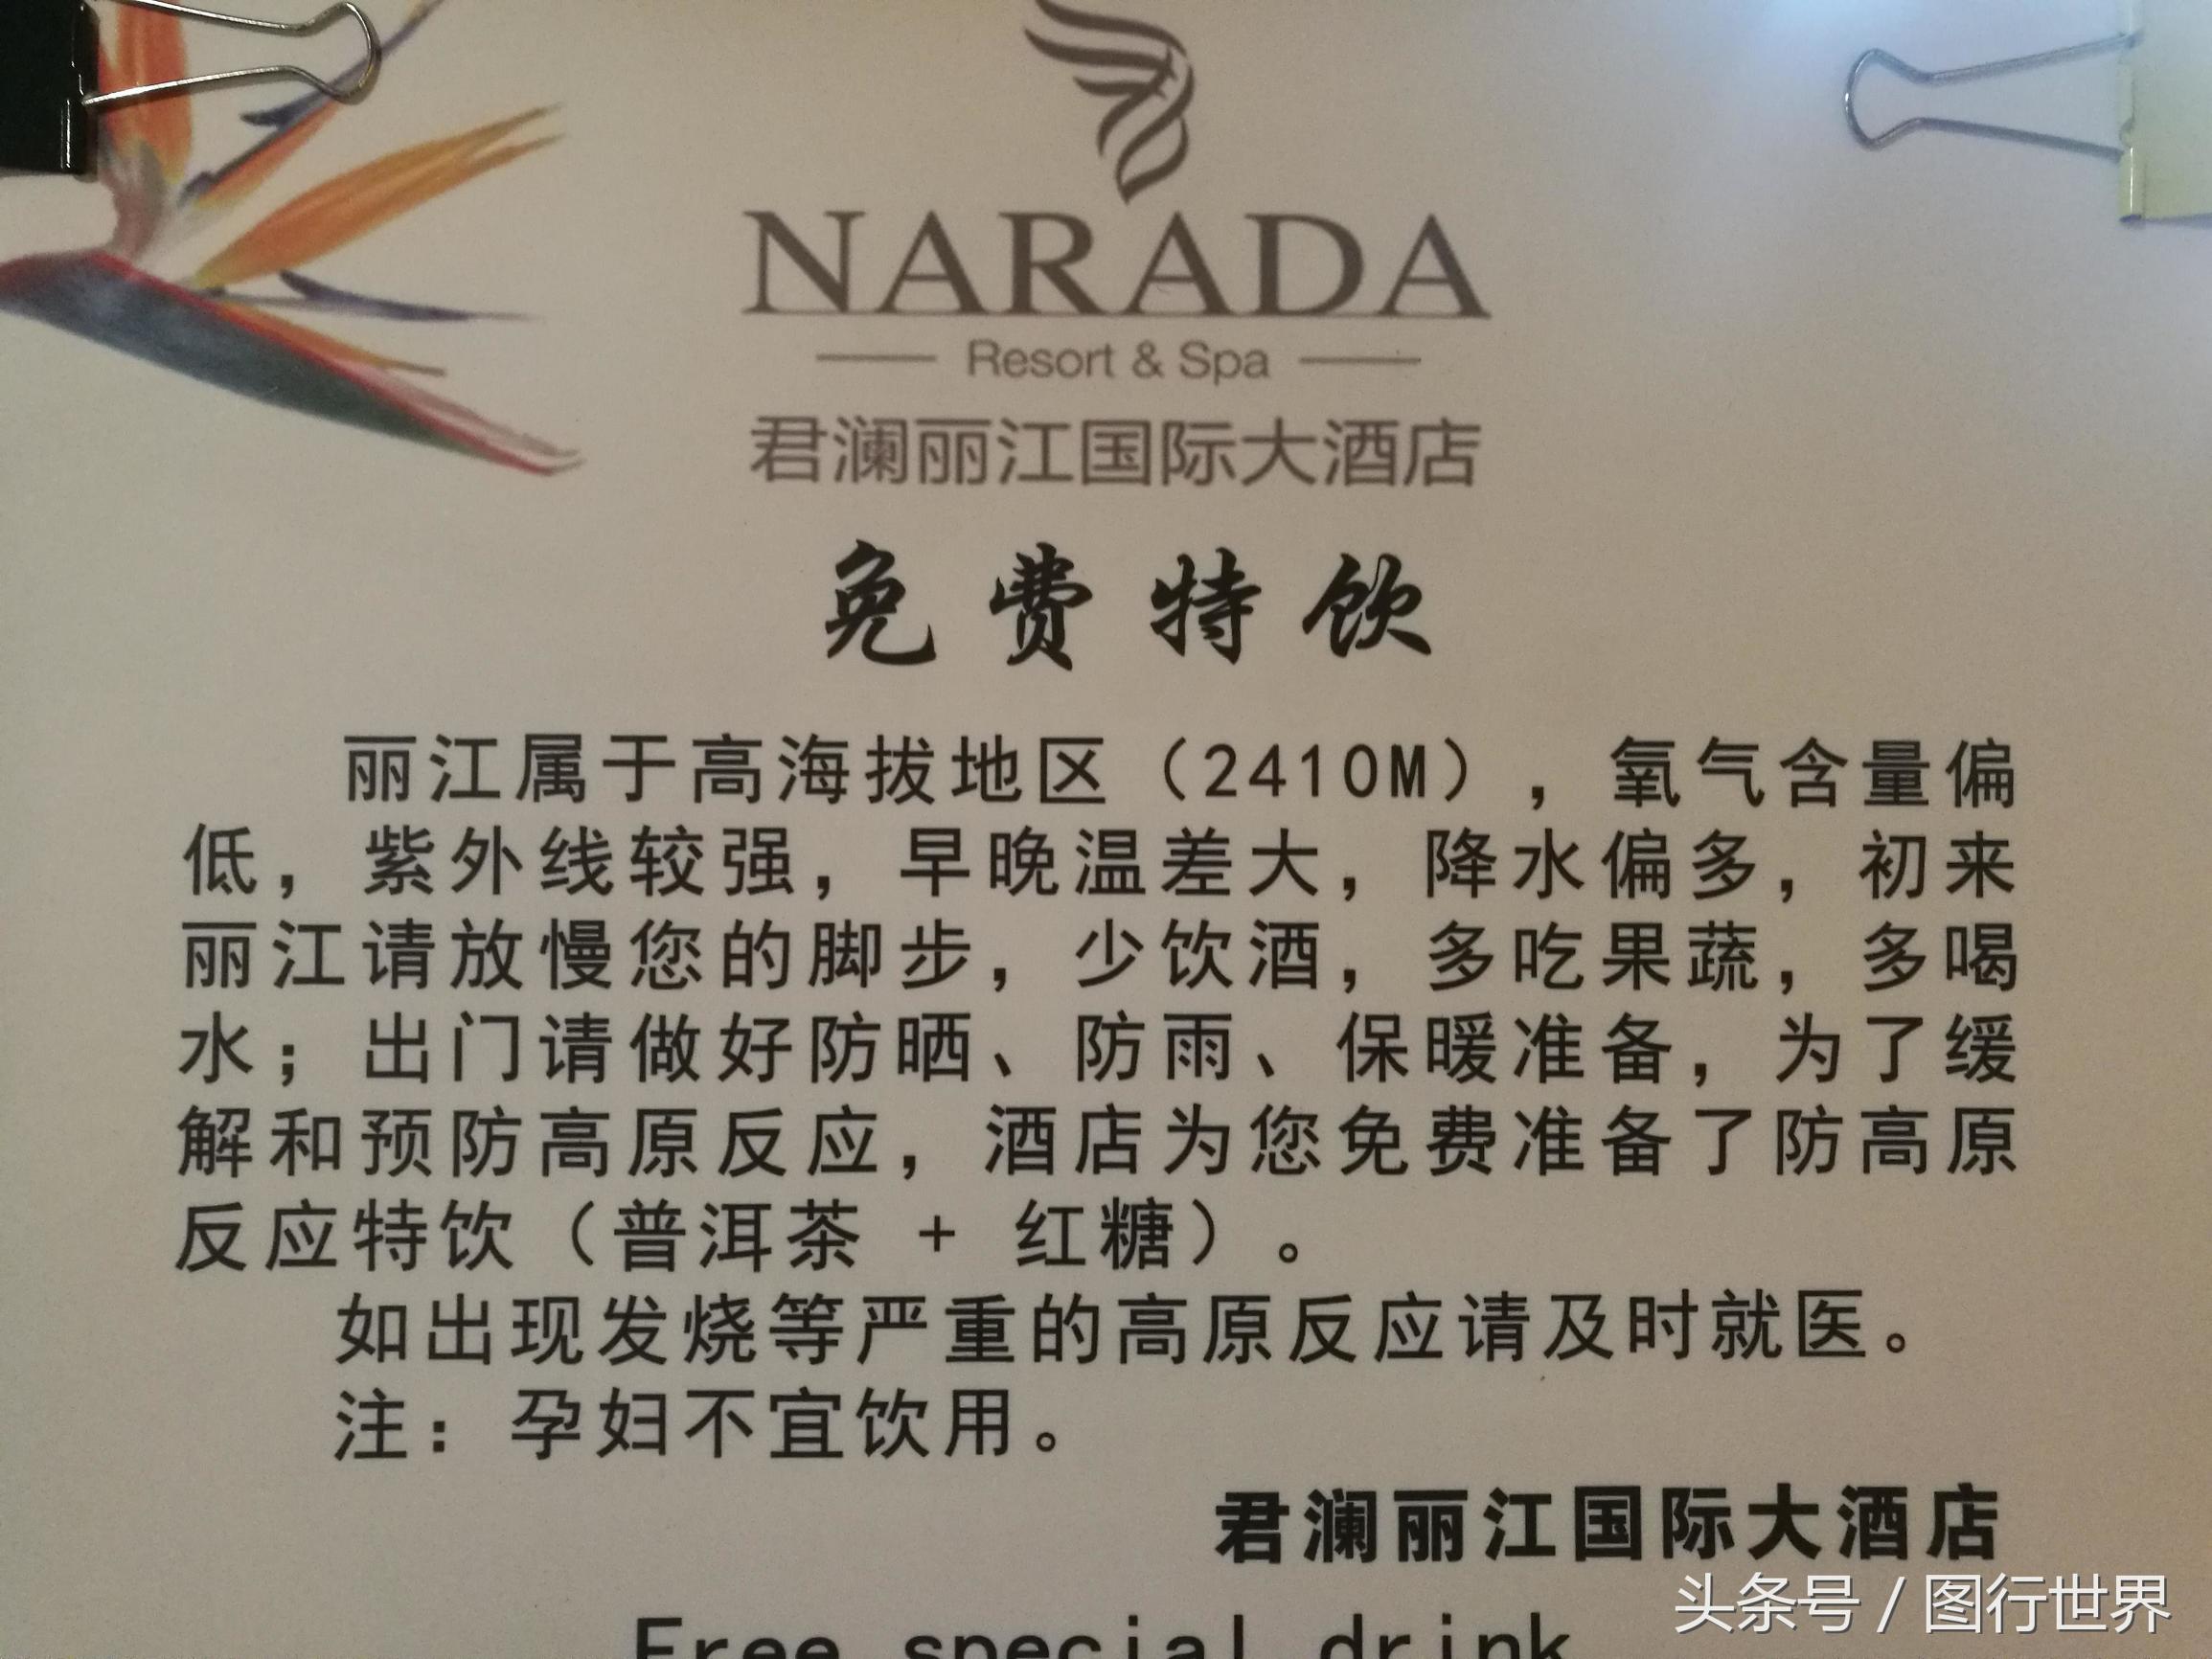 NARADA
Resort & Spa
君澜丽江国际大酒店
免费特饮
丽江属于高海拔地区（2410M），氧气含量偏
低，紫外线较强，早晚温差大，降水偏多，初来
丽江请放慢您的脚步，少饮酒，多吃果蔬，多喝
水；出门请做好防晒、防雨、保暖准备，为了缓
解和预防高原反应，酒店为您免费准备了防高原
反应特饮（普洱茶 + 红糖）。
如出现发烧等严重的高原反应请及时就医。
注：孕妇不宜饮用。
君澜丽江国际大酒店
Free special drink
头条号 / 图行世界